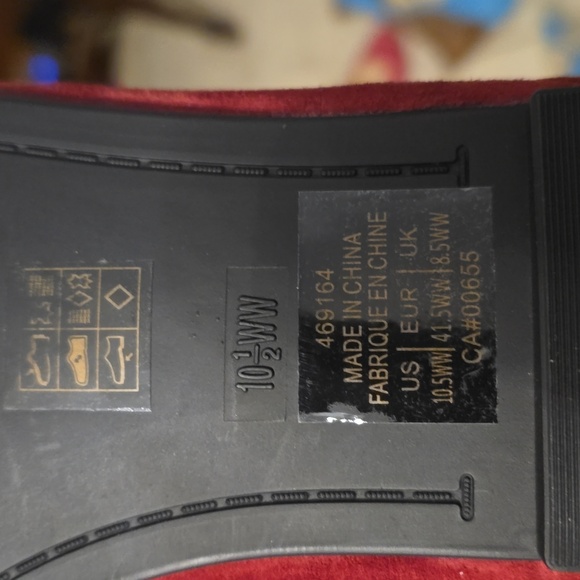 469164
MADE IN CHINA
FABRIQUE EN CHINE
US | EUR | UK
10.5WW | 41.5WW | 8.5WW
CA#00655
10 1/2 WW